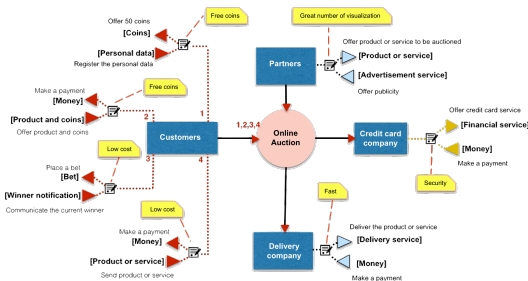 Offer 50 coins
[Coins]
Free coins
[Personal data]
Register the personal data
Great number of visualization
Partners
Offer product or service to be auctioned
[Product or service]
[Advertisement service]
Offer publicity
Make a payment
[Money]
Free coins
[Product and coins]
Offer product and coins
1
2
3
4
Customers
1,2,3,4
Online
Auction
Credit card
company
Offer credit card service
[Financial service]
[Money]
Make a payment
Security
Low cost
Place a bet
[Bet]
[Winner notification]
Communicate the current winner
Low cost
Make a payment
[Money]
[Product or service]
Send product or service
Fast
Delivery
company
Deliver the product or service
[Delivery service]
[Money]
Make a payment